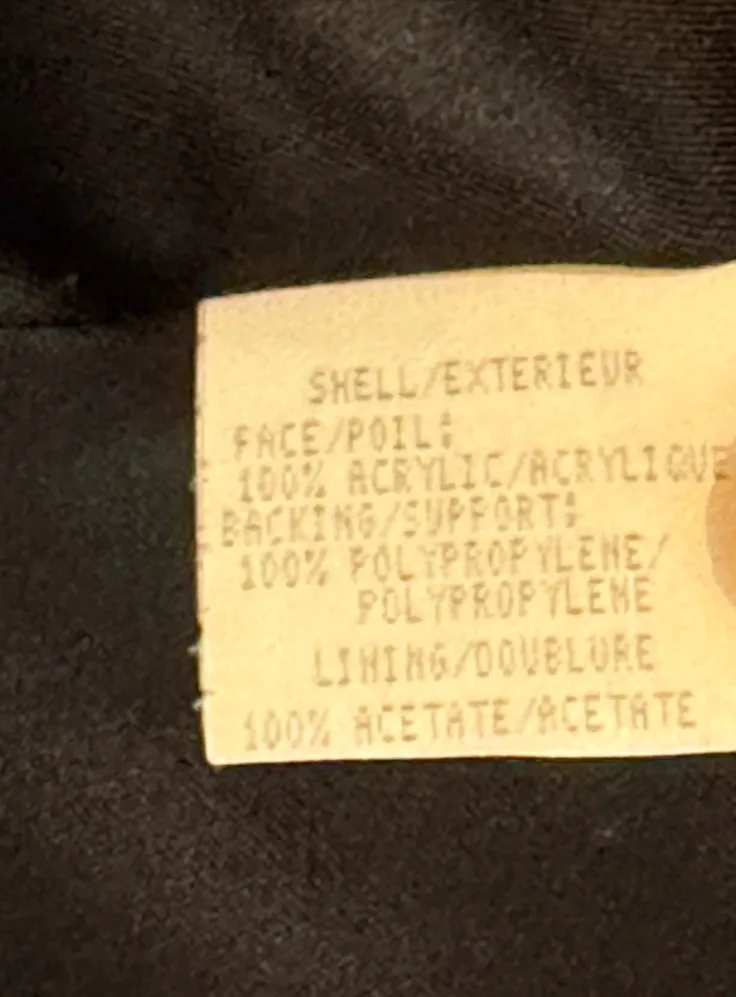 SHELL/EXTERIEUR
FACE/POIL:
100% ACRYLIC/ACRYLIQUE
BACKING/SUPPORT:
100% POLYPROPYLENE/
POLYPROPYLENE
LINING/DOUBLURE
100% ACETATE/ACETATE